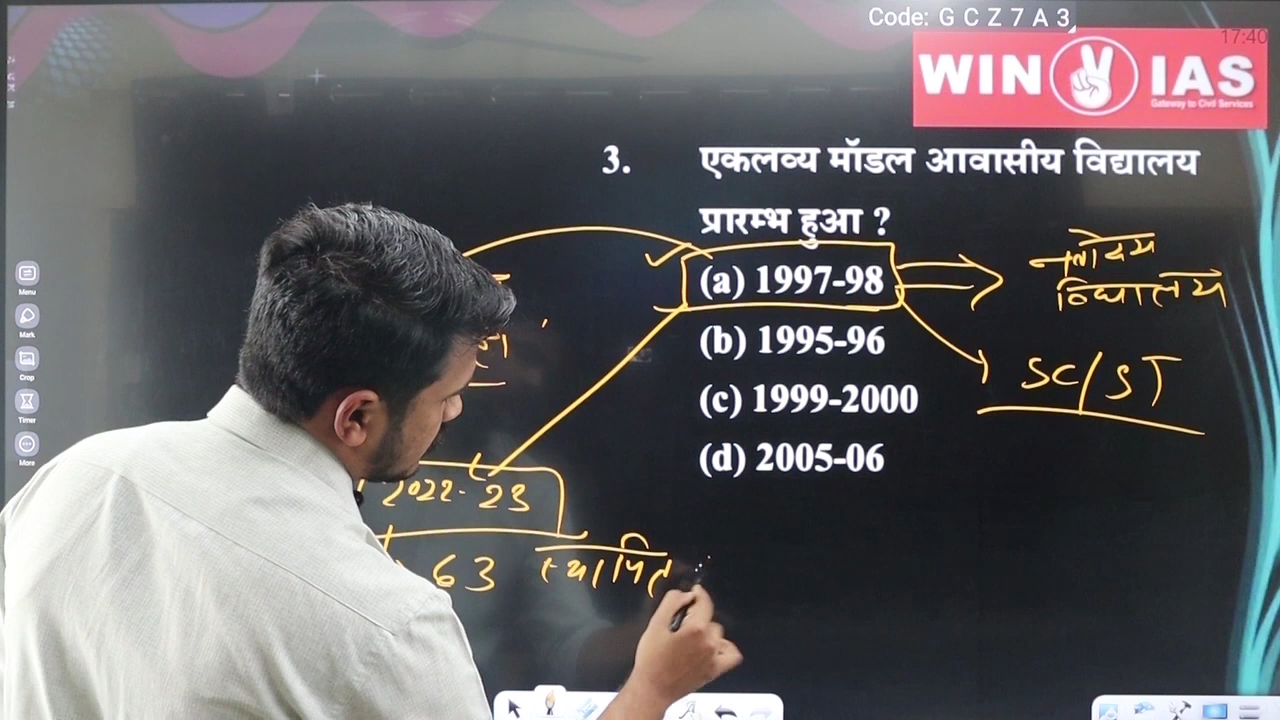 Code: G C Z 7 A 3
17:40
WIN IAS
Gateway to Civil Services
3. एकलव्य मॉडल आवासीय विद्यालय
प्रारम्भ हुआ ?
(a) 1997-98
(b) 1995-96
(c) 1999-2000
(d) 2005-06
नवोदय
विद्यालय
SC/ST
2022-23
63 स्थापित
Menu
Mark
Crop
Timer
More